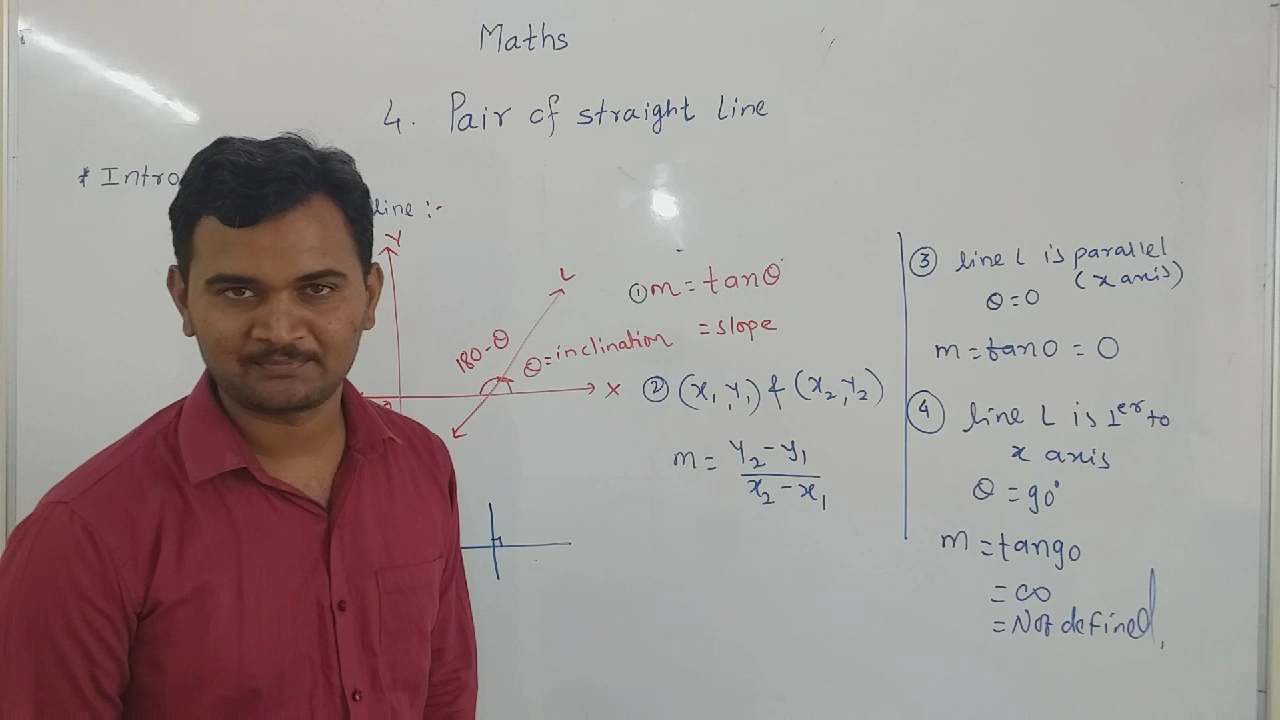 Maths
4. Pair of straight Line
* Intro
line :-
Y
L
180-θ
θ=inclination
X
① m = tanθ
= slope
② (x₁, y₁) & (x₂, y₂)
m = y₂ - y₁
x₂ - x₁
③ line L is parallel
(x axis)
θ = 0
m = tan0 = 0
④ line L is ⊥er to
x axis
θ = 90°
m = tan90
= ∞
= Not defined